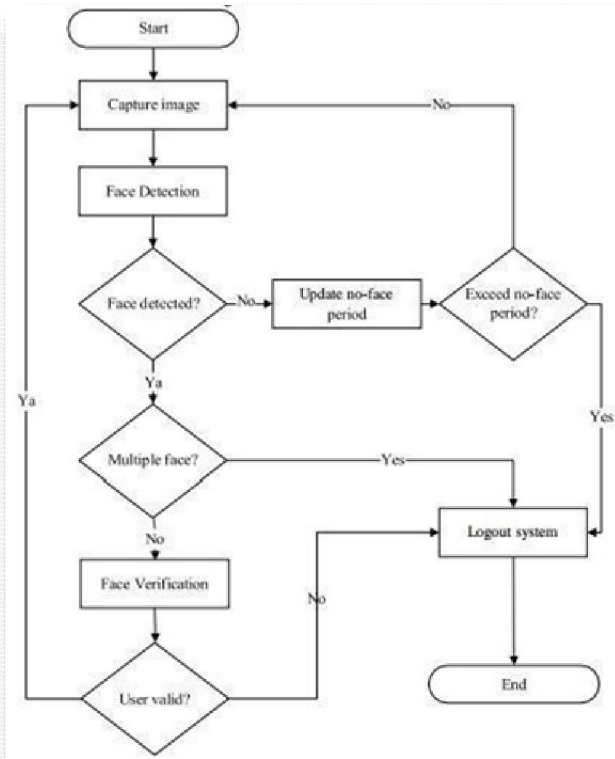 Start
Capture image
No
Face Detection
Face detected?
No
Update no-face
period
Exceed no-face
period?
Ya
Ya
Yes
Multiple face?
Yes
Logout system
No
Face Verification
No
User valid?
End